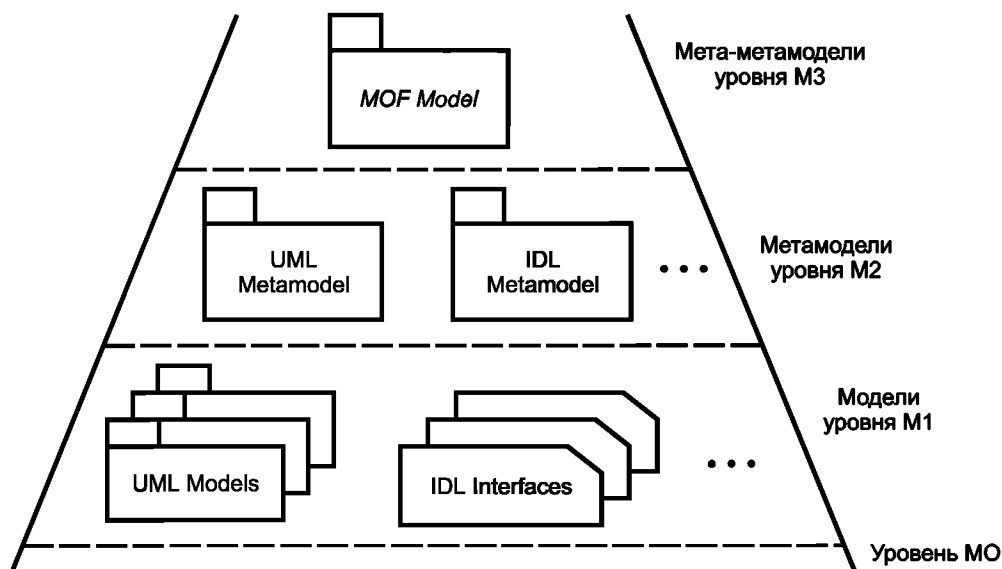 MOF Model
Мета-метамодели
уровня М3
UML
Metamodel
IDL
Metamodel
Метамодели
уровня М2
UML Models
IDL Interfaces
Модели
уровня М1
Уровень МО